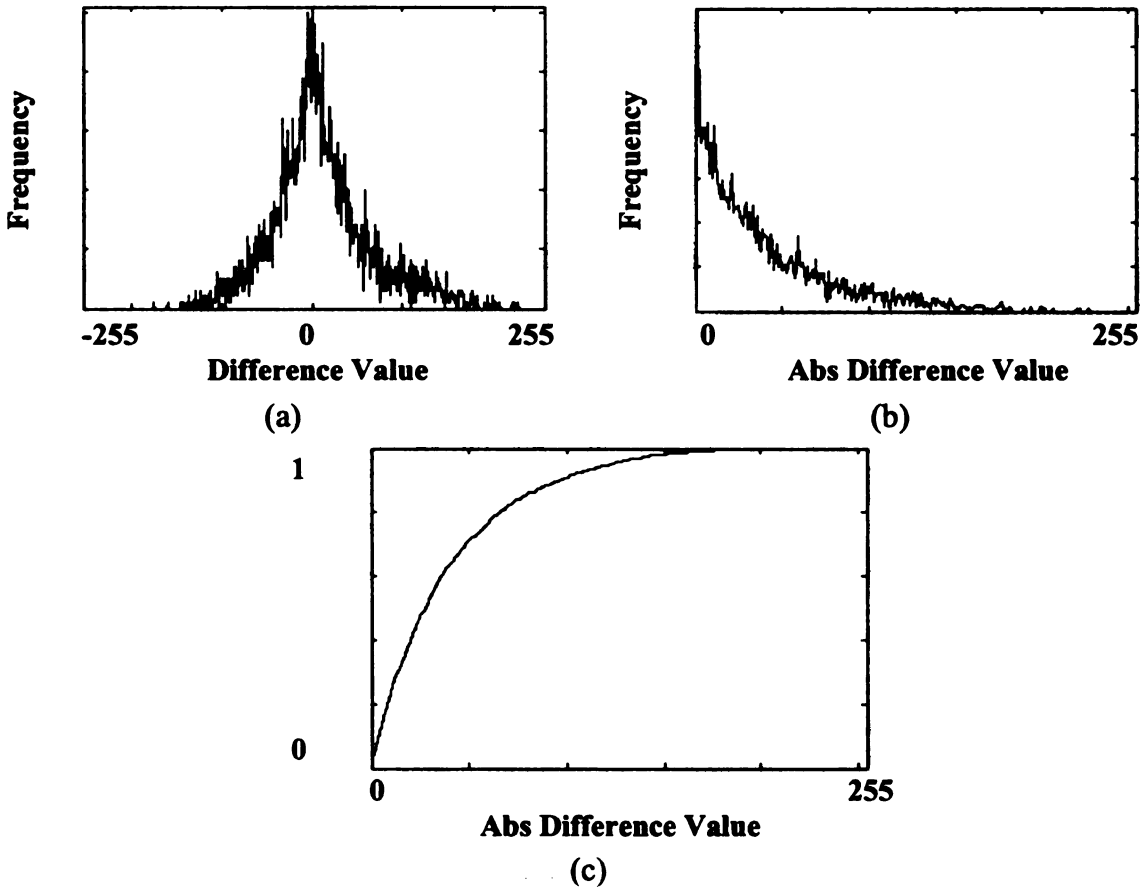 Frequency
-255 0 255
Difference Value
(a)
Frequency
0 255
Abs Difference Value
(b)
1
0
0 255
Abs Difference Value
(c)